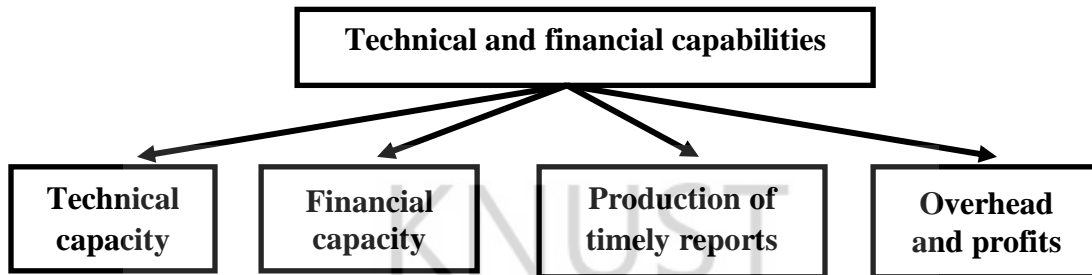 Technical and financial capabilities
Technical
capacity
Financial
capacity
Production of
timely reports
Overhead
and profits
KNUST